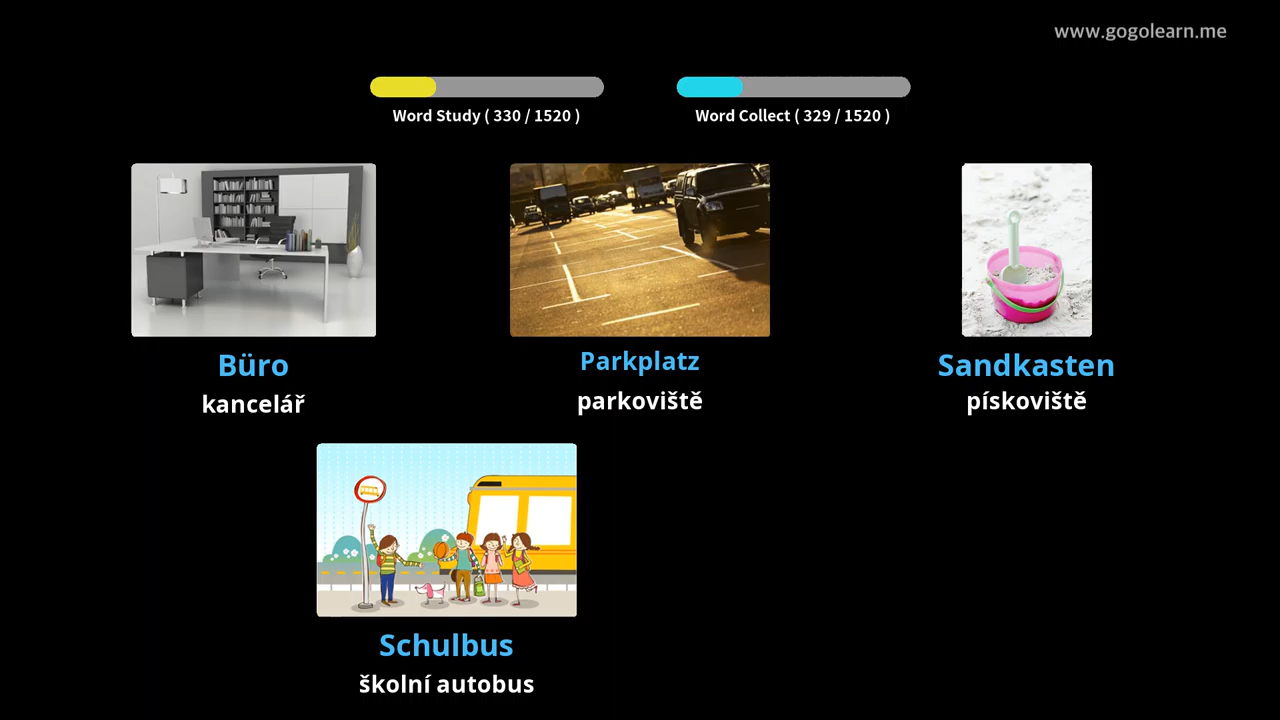 www.gogolearn.me
Word Study ( 330 / 1520 )
Word Collect ( 329 / 1520 )
Büro
kancelář
Parkplatz
parkoviště
Sandkasten
pískoviště
Schulbus
školní autobus